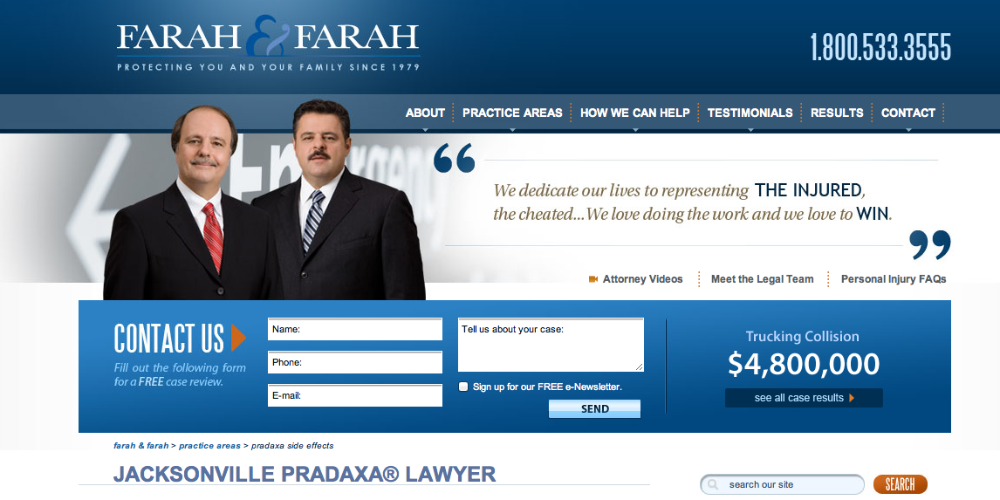 FARAH & FARAH
PROTECTING YOU AND YOUR FAMILY SINCE 1979
1.800.533.3555
ABOUT
PRACTICE AREAS
HOW WE CAN HELP
TESTIMONIALS
RESULTS
CONTACT
“
We dedicate our lives to representing THE INJURED,
the cheated...We love doing the work and we love to WIN.
”
Attorney Videos
Meet the Legal Team
Personal Injury FAQs
CONTACT US
Fill out the following form
for a FREE case review.
Name:
Phone:
E-mail:
Tell us about your case:
Sign up for our FREE e-Newsletter.
SEND
Trucking Collision
$4,800,000
see all case results
farah & farah > practice areas > pradaxa side effects
JACKSONVILLE PRADAXA® LAWYER
search our site
SEARCH